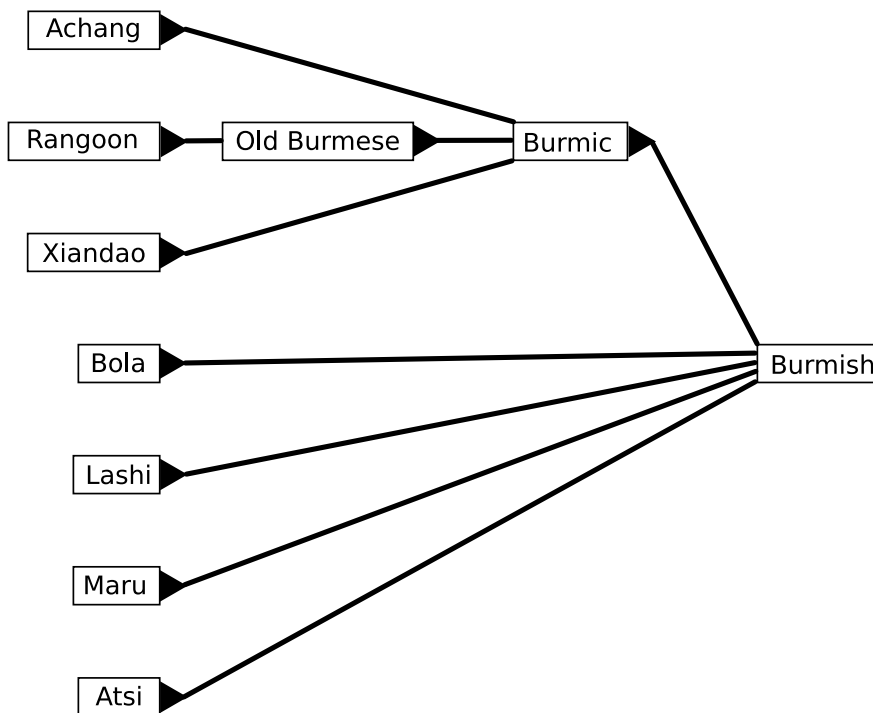 Achang
Rangoon
Old Burmese
Burmic
Xiandao
Bola
Burmish
Lashi
Maru
Atsi